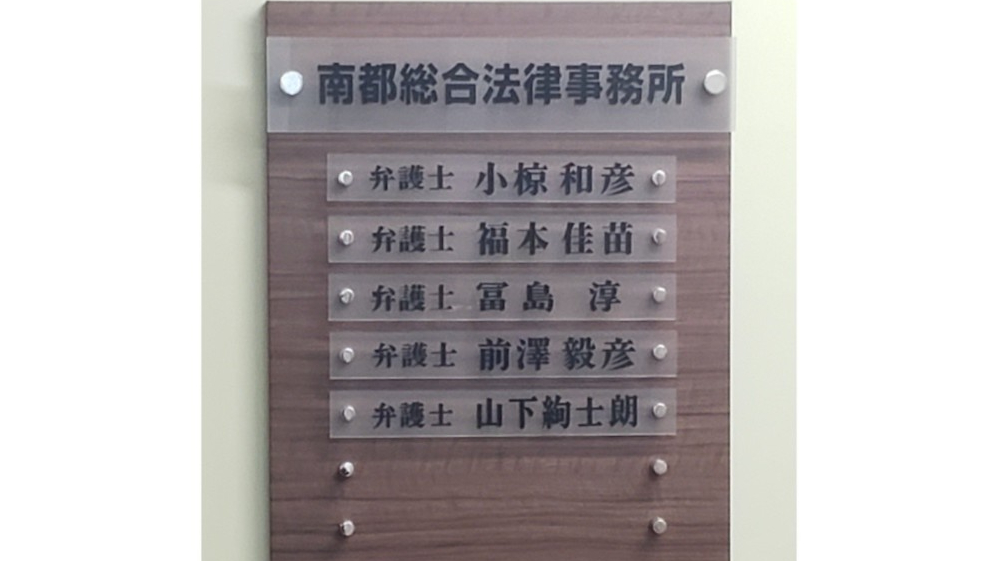 南都総合法律事務所
弁護士 小椋和彦
弁護士 福本佳苗
弁護士 冨島 淳
弁護士 前澤毅彦
弁護士 山下絢士朗